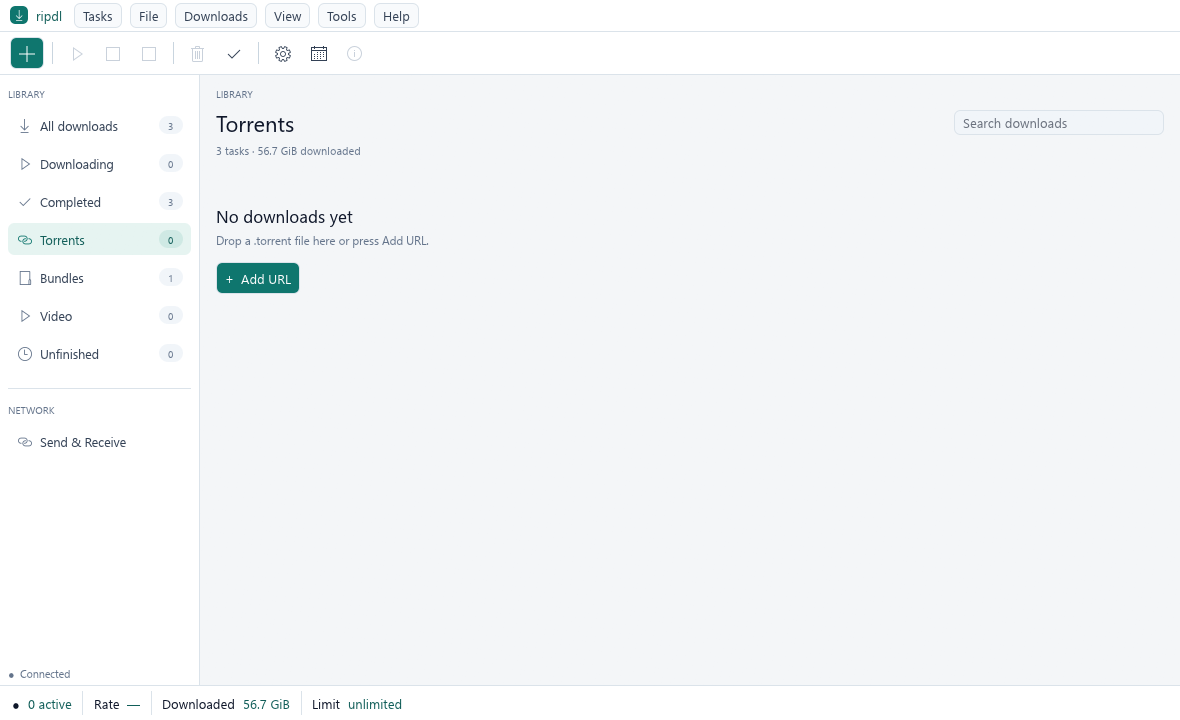 ripdl Tasks File Downloads View Tools Help
LIBRARY
All downloads 3
Downloading 0
Completed 3
Torrents 0
Bundles 1
Video 0
Unfinished 0
NETWORK
Send & Receive
Connected
LIBRARY
Torrents
Search downloads
3 tasks · 56.7 GiB downloaded
No downloads yet
Drop a .torrent file here or press Add URL.
+ Add URL
0 active Rate — Downloaded 56.7 GiB Limit unlimited